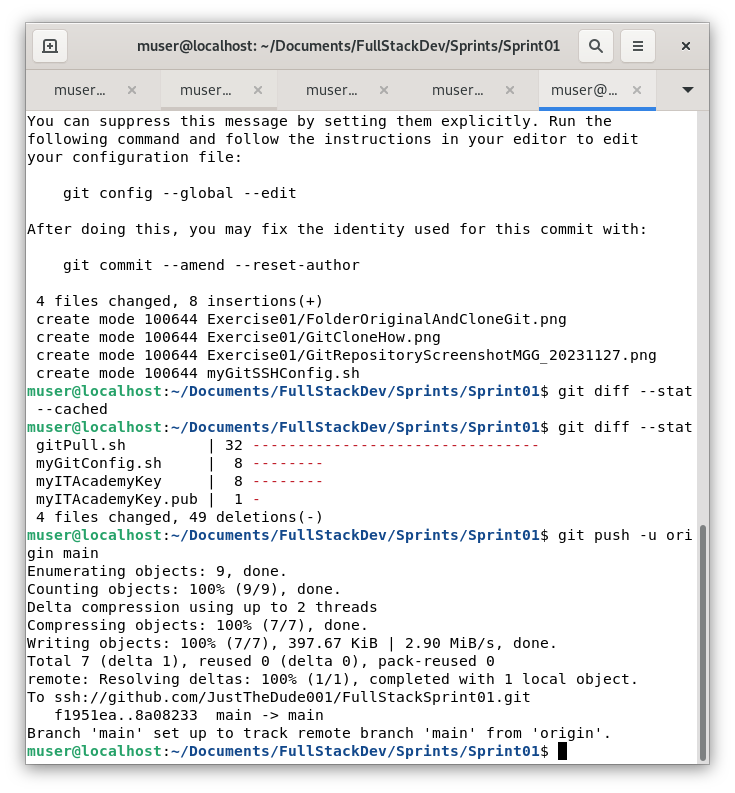 muser@localhost: ~/Documents/FullStackDev/Sprints/Sprint01
muser... muser... muser... muser... muser@...
You can suppress this message by setting them explicitly. Run the
following command and follow the instructions in your editor to edit
your configuration file:
    git config --global --edit
After doing this, you may fix the identity used for this commit with:
    git commit --amend --reset-author
 4 files changed, 8 insertions(+)
 create mode 100644 Exercise01/FolderOriginalAndCloneGit.png
 create mode 100644 Exercise01/GitCloneHow.png
 create mode 100644 Exercise01/GitRepositoryScreenshotMGG_20231127.png
 create mode 100644 myGitSSHConfig.sh
muser@localhost:~/Documents/FullStackDev/Sprints/Sprint01$ git diff --stat
 --cached
muser@localhost:~/Documents/FullStackDev/Sprints/Sprint01$ git diff --stat
 gitPull.sh         | 32 --------------------------------
 myGitConfig.sh     |  8 --------
 myITAcademyKey     |  8 --------
 myITAcademyKey.pub |  1 -
 4 files changed, 49 deletions(-)
muser@localhost:~/Documents/FullStackDev/Sprints/Sprint01$ git push -u ori
gin main
Enumerating objects: 9, done.
Counting objects: 100% (9/9), done.
Delta compression using up to 2 threads
Compressing objects: 100% (7/7), done.
Writing objects: 100% (7/7), 397.67 KiB | 2.90 MiB/s, done.
Total 7 (delta 1), reused 0 (delta 0), pack-reused 0
remote: Resolving deltas: 100% (1/1), completed with 1 local object.
To ssh://github.com/JustTheDude001/FullStackSprint01.git
   f1951ea..8a08233  main -> main
Branch 'main' set up to track remote branch 'main' from 'origin'.
muser@localhost:~/Documents/FullStackDev/Sprints/Sprint01$